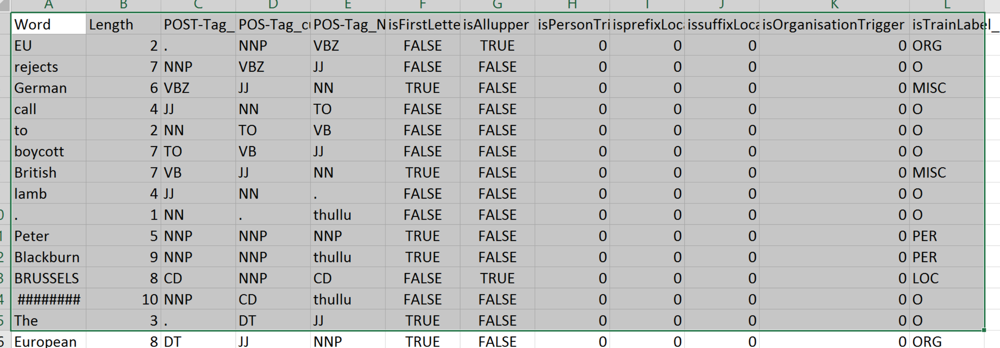 A B C D E F G H I J K L
Word Length POST-Tag_ POS-Tag_cu POS-Tag_N isFirstLette isAllupper isPersonTri isprefixLoca issuffixLoca isOrganisationTrigger isTrainLabel_
EU 2 . NNP VBZ FALSE TRUE 0 0 0 0 ORG
rejects 7 NNP VBZ JJ FALSE FALSE 0 0 0 0 O
German 6 VBZ JJ NN TRUE FALSE 0 0 0 0 MISC
call 4 JJ NN TO FALSE FALSE 0 0 0 0 O
to 2 NN TO VB FALSE FALSE 0 0 0 0 O
boycott 7 TO VB JJ FALSE FALSE 0 0 0 0 O
British 7 VB JJ NN TRUE FALSE 0 0 0 0 MISC
lamb 4 JJ NN . FALSE FALSE 0 0 0 0 O
. 1 NN . thullu FALSE FALSE 0 0 0 0 O
Peter 5 NNP NNP NNP TRUE FALSE 0 0 0 0 PER
Blackburn 9 NNP NNP thullu TRUE FALSE 0 0 0 0 PER
BRUSSELS 8 CD NNP CD FALSE TRUE 0 0 0 0 LOC
######## 10 NNP CD thullu FALSE FALSE 0 0 0 0 O
The 3 . DT JJ TRUE FALSE 0 0 0 0 O
European 8 DT JJ NNP TRUE FALSE 0 0 0 0 ORG